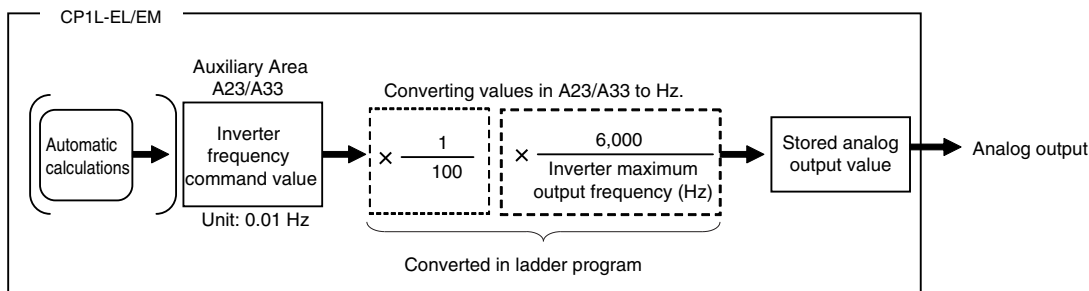 CP1L-EL/EM
Auxiliary Area
A23/A33
Automatic
calculations
Inverter
frequency
command value
Unit: 0.01 Hz
Converting values in A23/A33 to Hz.
× 1
100
× 6,000
Inverter maximum
output frequency (Hz)
Converted in ladder program
Stored analog
output value
Analog output